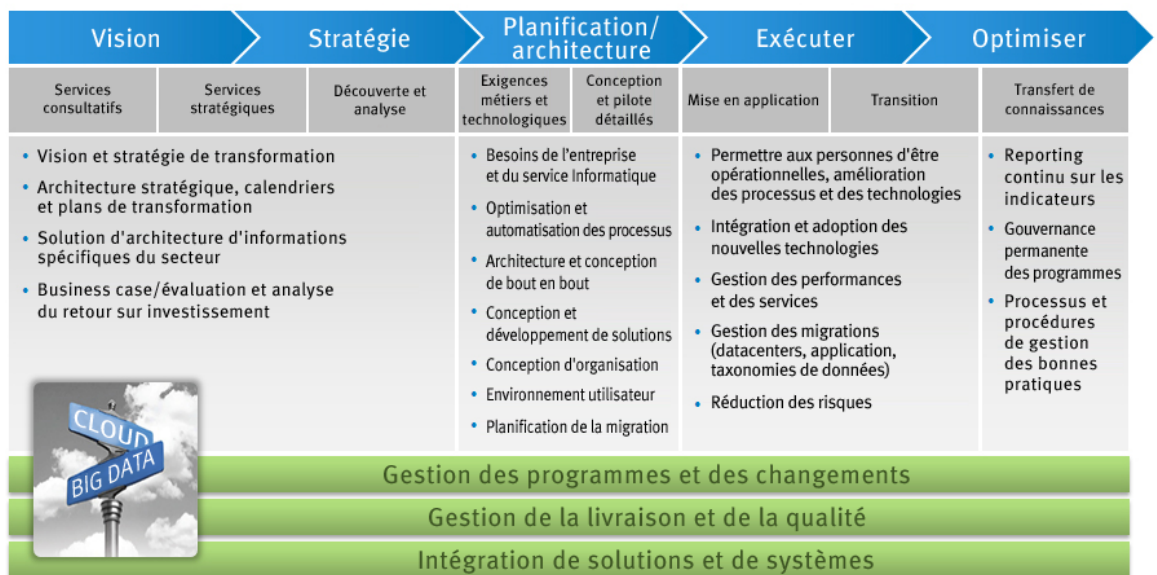 Vision
Stratégie
Planification/
architecture
Exécuter
Optimiser
Services
consultatifs
Services
stratégiques
Découverte et
analyse
Exigences
métiers et
technologiques
Conception
et pilote
détaillés
Mise en application
Transition
Transfert de
connaissances
• Vision et stratégie de transformation
• Architecture stratégique, calendriers
et plans de transformation
• Solution d'architecture d'informations
spécifiques du secteur
• Business case/évaluation et analyse
du retour sur investissement
• Besoins de l'entreprise
et du service Informatique
• Optimisation et
automatisation des processus
• Architecture et conception
de bout en bout
• Conception et
développement de solutions
• Conception d'organisation
• Environnement utilisateur
• Planification de la migration
• Permettre aux personnes d'être
opérationnelles, amélioration
des processus et des technologies
• Intégration et adoption des
nouvelles technologies
• Gestion des performances
et des services
• Gestion des migrations
(datacenters, application,
taxonomies de données)
• Réduction des risques
• Reporting
continu sur les
indicateurs
• Gouvernance
permanente
des programmes
• Processus et
procédures
de gestion
des bonnes
pratiques
CLOUD
BIG DATA
Gestion des programmes et des changements
Gestion de la livraison et de la qualité
Intégration de solutions et de systèmes